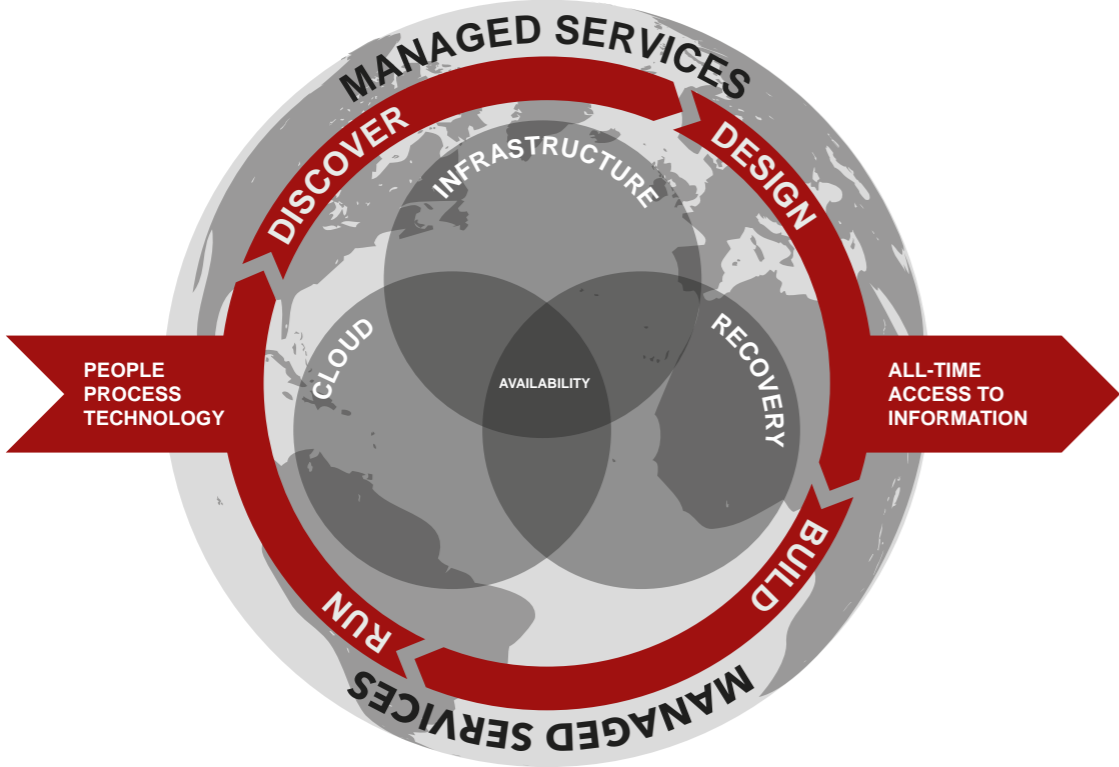 MANAGED SERVICES
DISCOVER
DESIGN
INFRASTRUCTURE
CLOUD
RECOVERY
PEOPLE
PROCESS
TECHNOLOGY
AVAILABILITY
ALL-TIME
ACCESS TO
INFORMATION
BUILD
RUN
MANAGED SERVICES